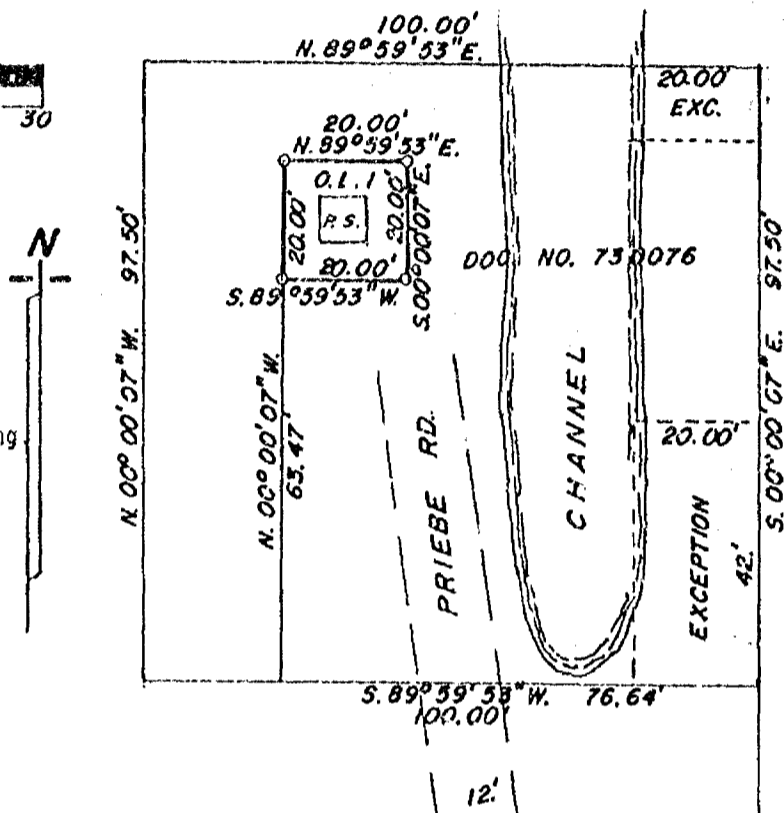 100.00'
N. 89° 59' 53" E.
30
20.00'
EXC.
20.00'
N. 89° 59' 53" E.
O.L. 1
P.S.
20.00'
20.00'
20.00'
S. 89° 59' 53" W.
S. 00° 00' 07" E.
N
DOC NO. 730076
N. 00° 00' 07" W. 97.50'
S. 00° 00' 07" E. 97.50'
N. 00° 00' 07" W.
63.47'
PRIEBE RD.
CHANNEL
20.00'
EXCEPTION
42.'
S. 89° 59' 53" W. 76.64'
100.00'
12.'